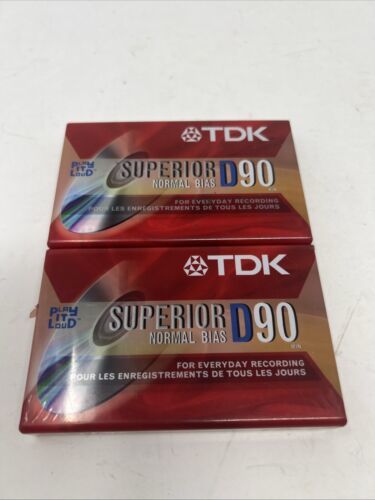 TDK
PLAY
IT
LOUD
SUPERIOR D90
NORMAL BIAS
FOR EVERYDAY RECORDING
POUR LES ENREGISTREMENTS DE TOUS LES JOURS
TDK
PLAY
IT
LOUD
SUPERIOR D90
NORMAL BIAS
MIN
FOR EVERYDAY RECORDING
POUR LES ENREGISTREMENTS DE TOUS LES JOURS